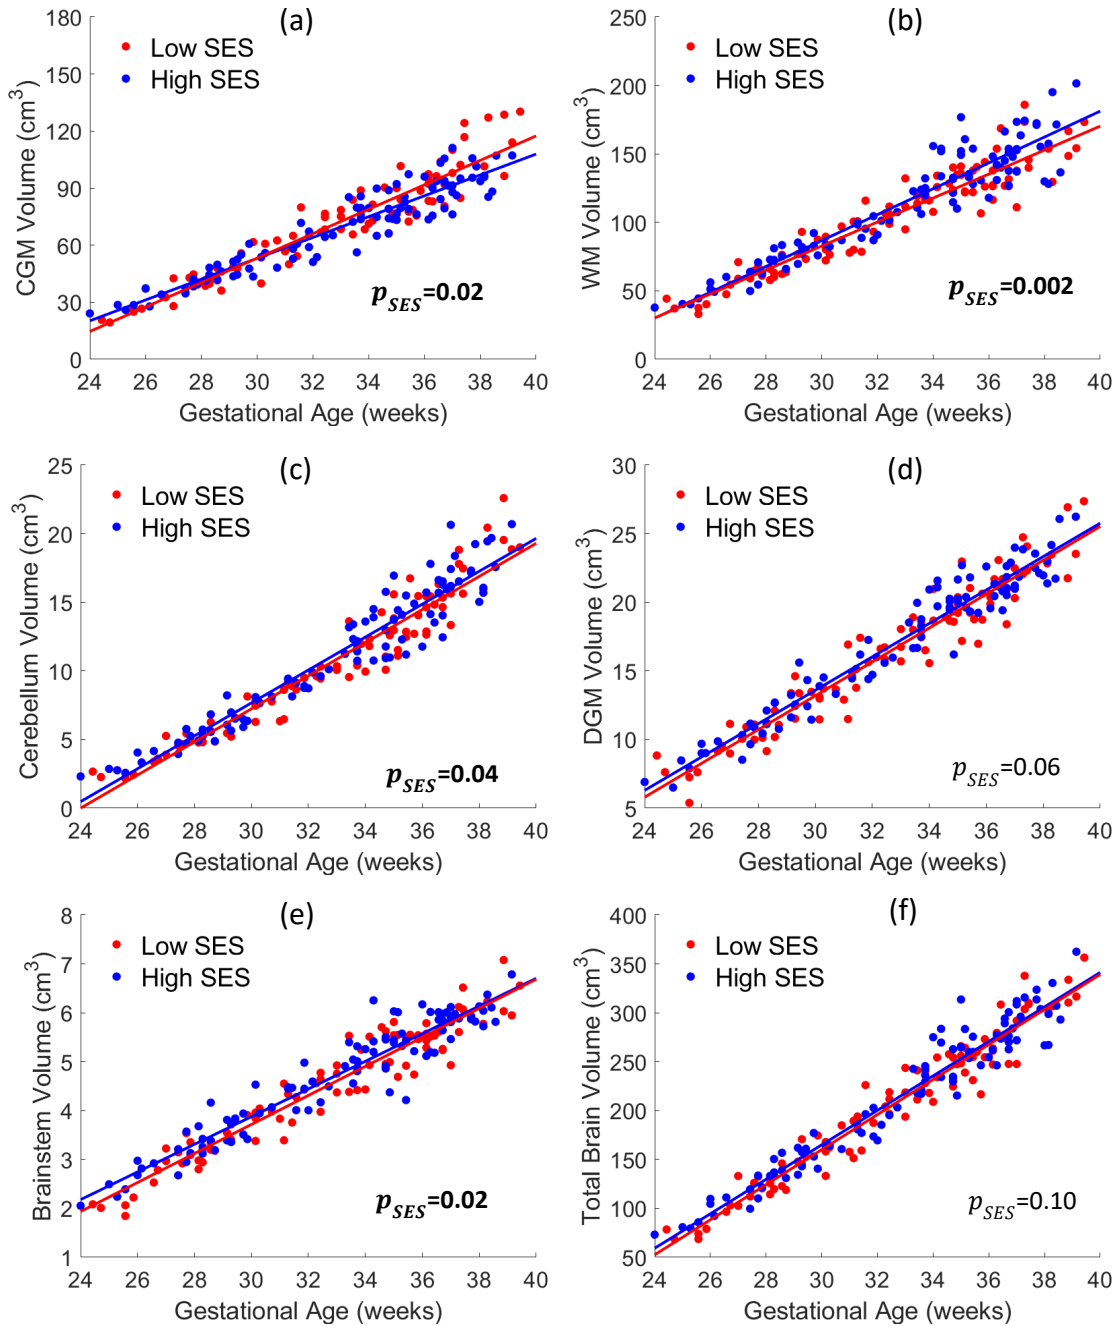 (a)
Low SES
High SES
CGM Volume (cm³)
180
150
120
90
60
30
0
p_SES=0.02
24 26 28 30 32 34 36 38 40
Gestational Age (weeks)
(b)
Low SES
High SES
WM Volume (cm³)
250
200
150
100
50
0
p_SES=0.002
24 26 28 30 32 34 36 38 40
Gestational Age (weeks)
(c)
Low SES
High SES
Cerebellum Volume (cm³)
25
20
15
10
5
0
p_SES=0.04
24 26 28 30 32 34 36 38 40
Gestational Age (weeks)
(d)
Low SES
High SES
DGM Volume (cm³)
30
25
20
15
10
5
p_SES=0.06
24 26 28 30 32 34 36 38 40
Gestational Age (weeks)
(e)
Low SES
High SES
Brainstem Volume (cm³)
8
7
6
5
4
3
2
1
p_SES=0.02
24 26 28 30 32 34 36 38 40
Gestational Age (weeks)
(f)
Low SES
High SES
Total Brain Volume (cm³)
400
350
300
250
200
150
100
50
p_SES=0.10
24 26 28 30 32 34 36 38 40
Gestational Age (weeks)